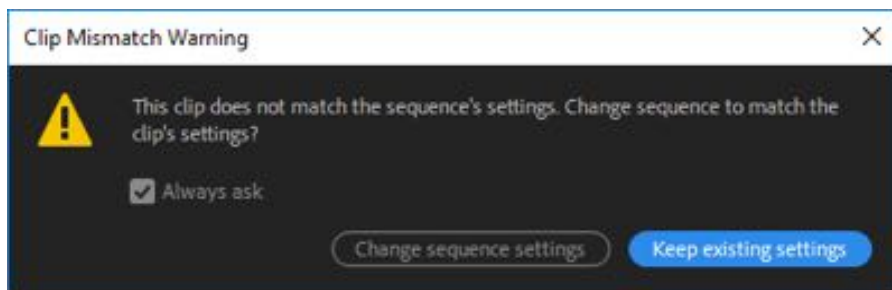 Clip Mismatch Warning
This clip does not match the sequence's settings. Change sequence to match the
clip's settings?
Always ask
Change sequence settings Keep existing settings